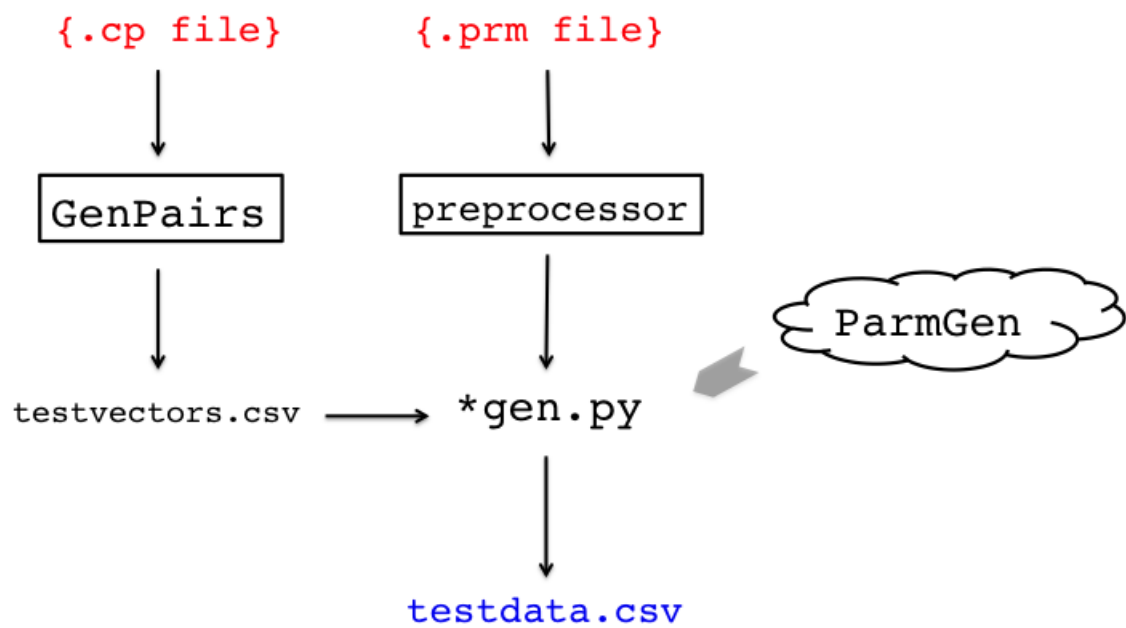 {.cp file}
{.prm file}
GenPairs
preprocessor
ParmGen
testvectors.csv
*gen.py
testdata.csv